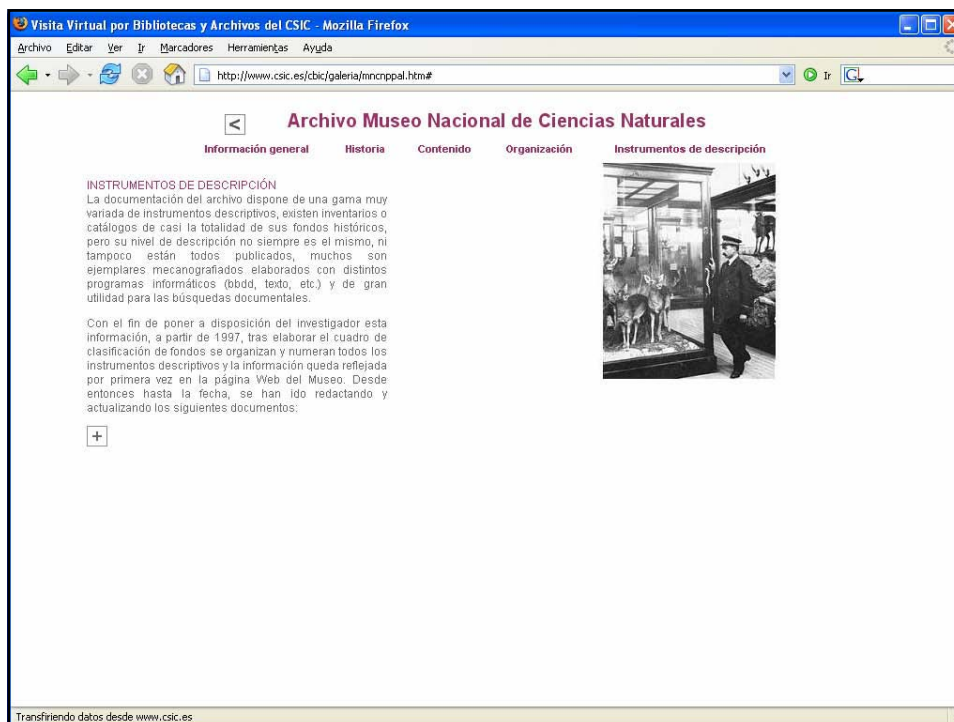 Visita Virtual por Bibliotecas y Archivos del CSIC - Mozilla Firefox
Archivo Editar Ver Ir Marcadores Herramientas Ayuda
http://www.csic.es/cbic/galeria/mncnppal.htm# Ir G
< Archivo Museo Nacional de Ciencias Naturales
Información general Historia Contenido Organización Instrumentos de descripción
INSTRUMENTOS DE DESCRIPCIÓN
La documentación del archivo dispone de una gama muy
variada de instrumentos descriptivos, existen inventarios o
catálogos de casi la totalidad de sus fondos históricos,
pero su nivel de descripción no siempre es el mismo, ni
tampoco están todos publicados, muchos son
ejemplares mecanografiados elaborados con distintos
programas informáticos (bbdd, texto, etc.) y de gran
utilidad para las búsquedas documentales.
Con el fin de poner a disposición del investigador esta
información, a partir de 1997, tras elaborar el cuadro de
clasificación de fondos se organizan y numeran todos los
instrumentos descriptivos y la información queda reflejada
por primera vez en la página Web del Museo. Desde
entonces hasta la fecha, se han ido redactando y
actualizando los siguientes documentos:
+
Transfiriendo datos desde www.csic.es